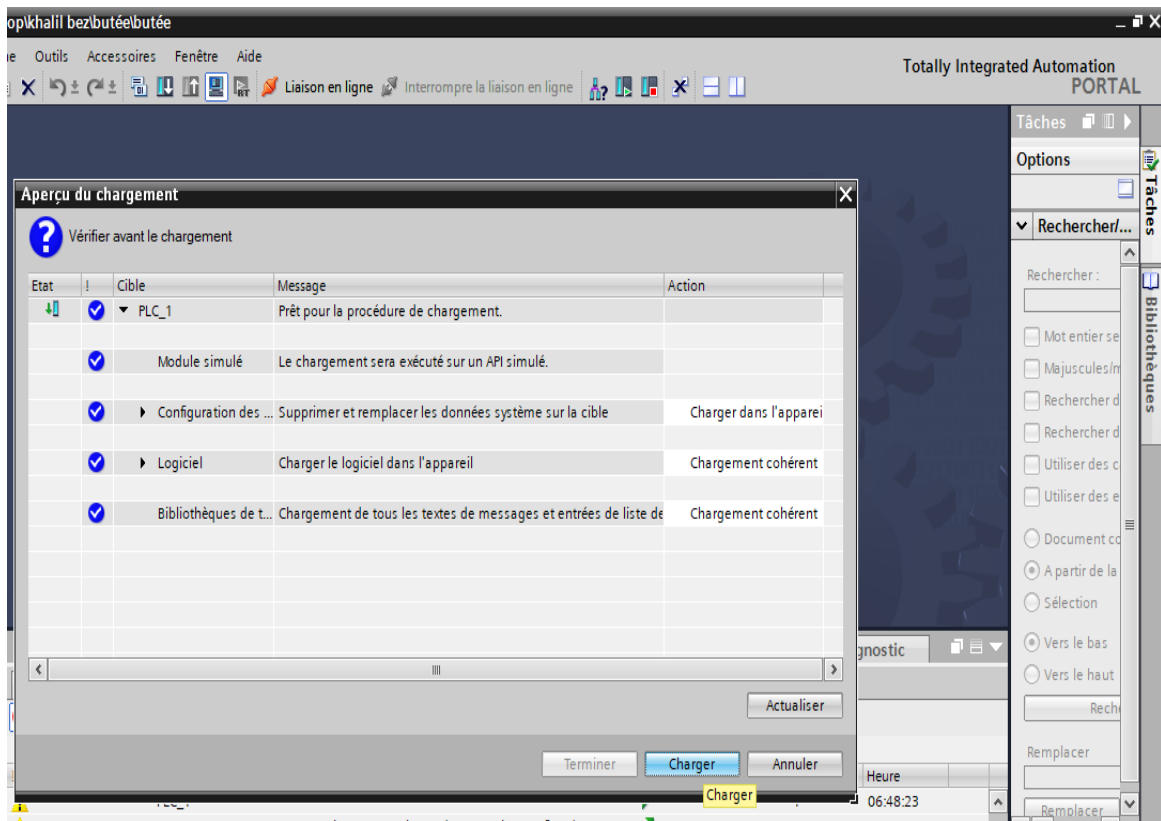 op\khalil bez\butée\butée
Outils Accessoires Fenêtre Aide
Totally Integrated Automation
PORTAL
Liaison en ligne Interrompre la liaison en ligne
Tâches
Options
Tâches
Bibliothèques
Aperçu du chargement
Vérifier avant le chargement
Etat ! Cible Message Action
PLC_1 Prêt pour la procédure de chargement.
Module simulé Le chargement sera exécuté sur un API simulé.
Configuration des ... Supprimer et remplacer les données système sur la cible Charger dans l'apparei
Logiciel Charger le logiciel dans l'appareil Chargement cohérent
Bibliothèques de t... Chargement de tous les textes de messages et entrées de liste de Chargement cohérent
Actualiser
Terminer Charger Annuler
Charger
Rechercher/...
Rechercher :
Mot entier se
Majuscules/m
Rechercher d
Rechercher d
Utiliser des c
Utiliser des e
Document co
A partir de la
Sélection
Vers le bas
Vers le haut
Reche
Remplacer
Remplacer
gnostic
Heure
PLC_1 06:48:23